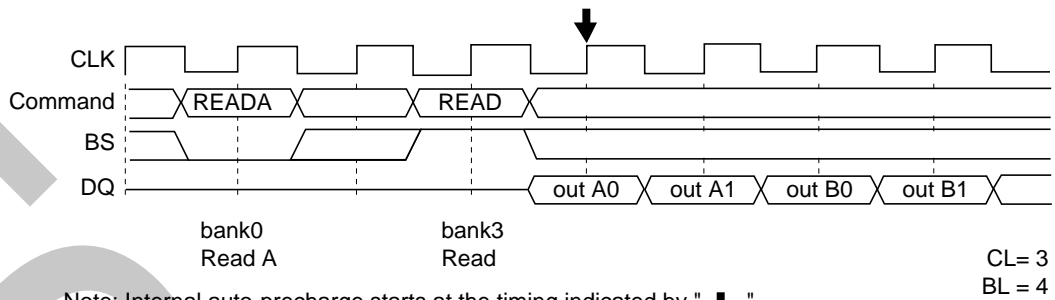 CLK
Command READA READ
BS
DQ out A0 out A1 out B0 out B1
bank0 bank3
Read A Read
CL= 3
BL = 4
Note: Internal auto-precharge starts at the timing indicated by " ".